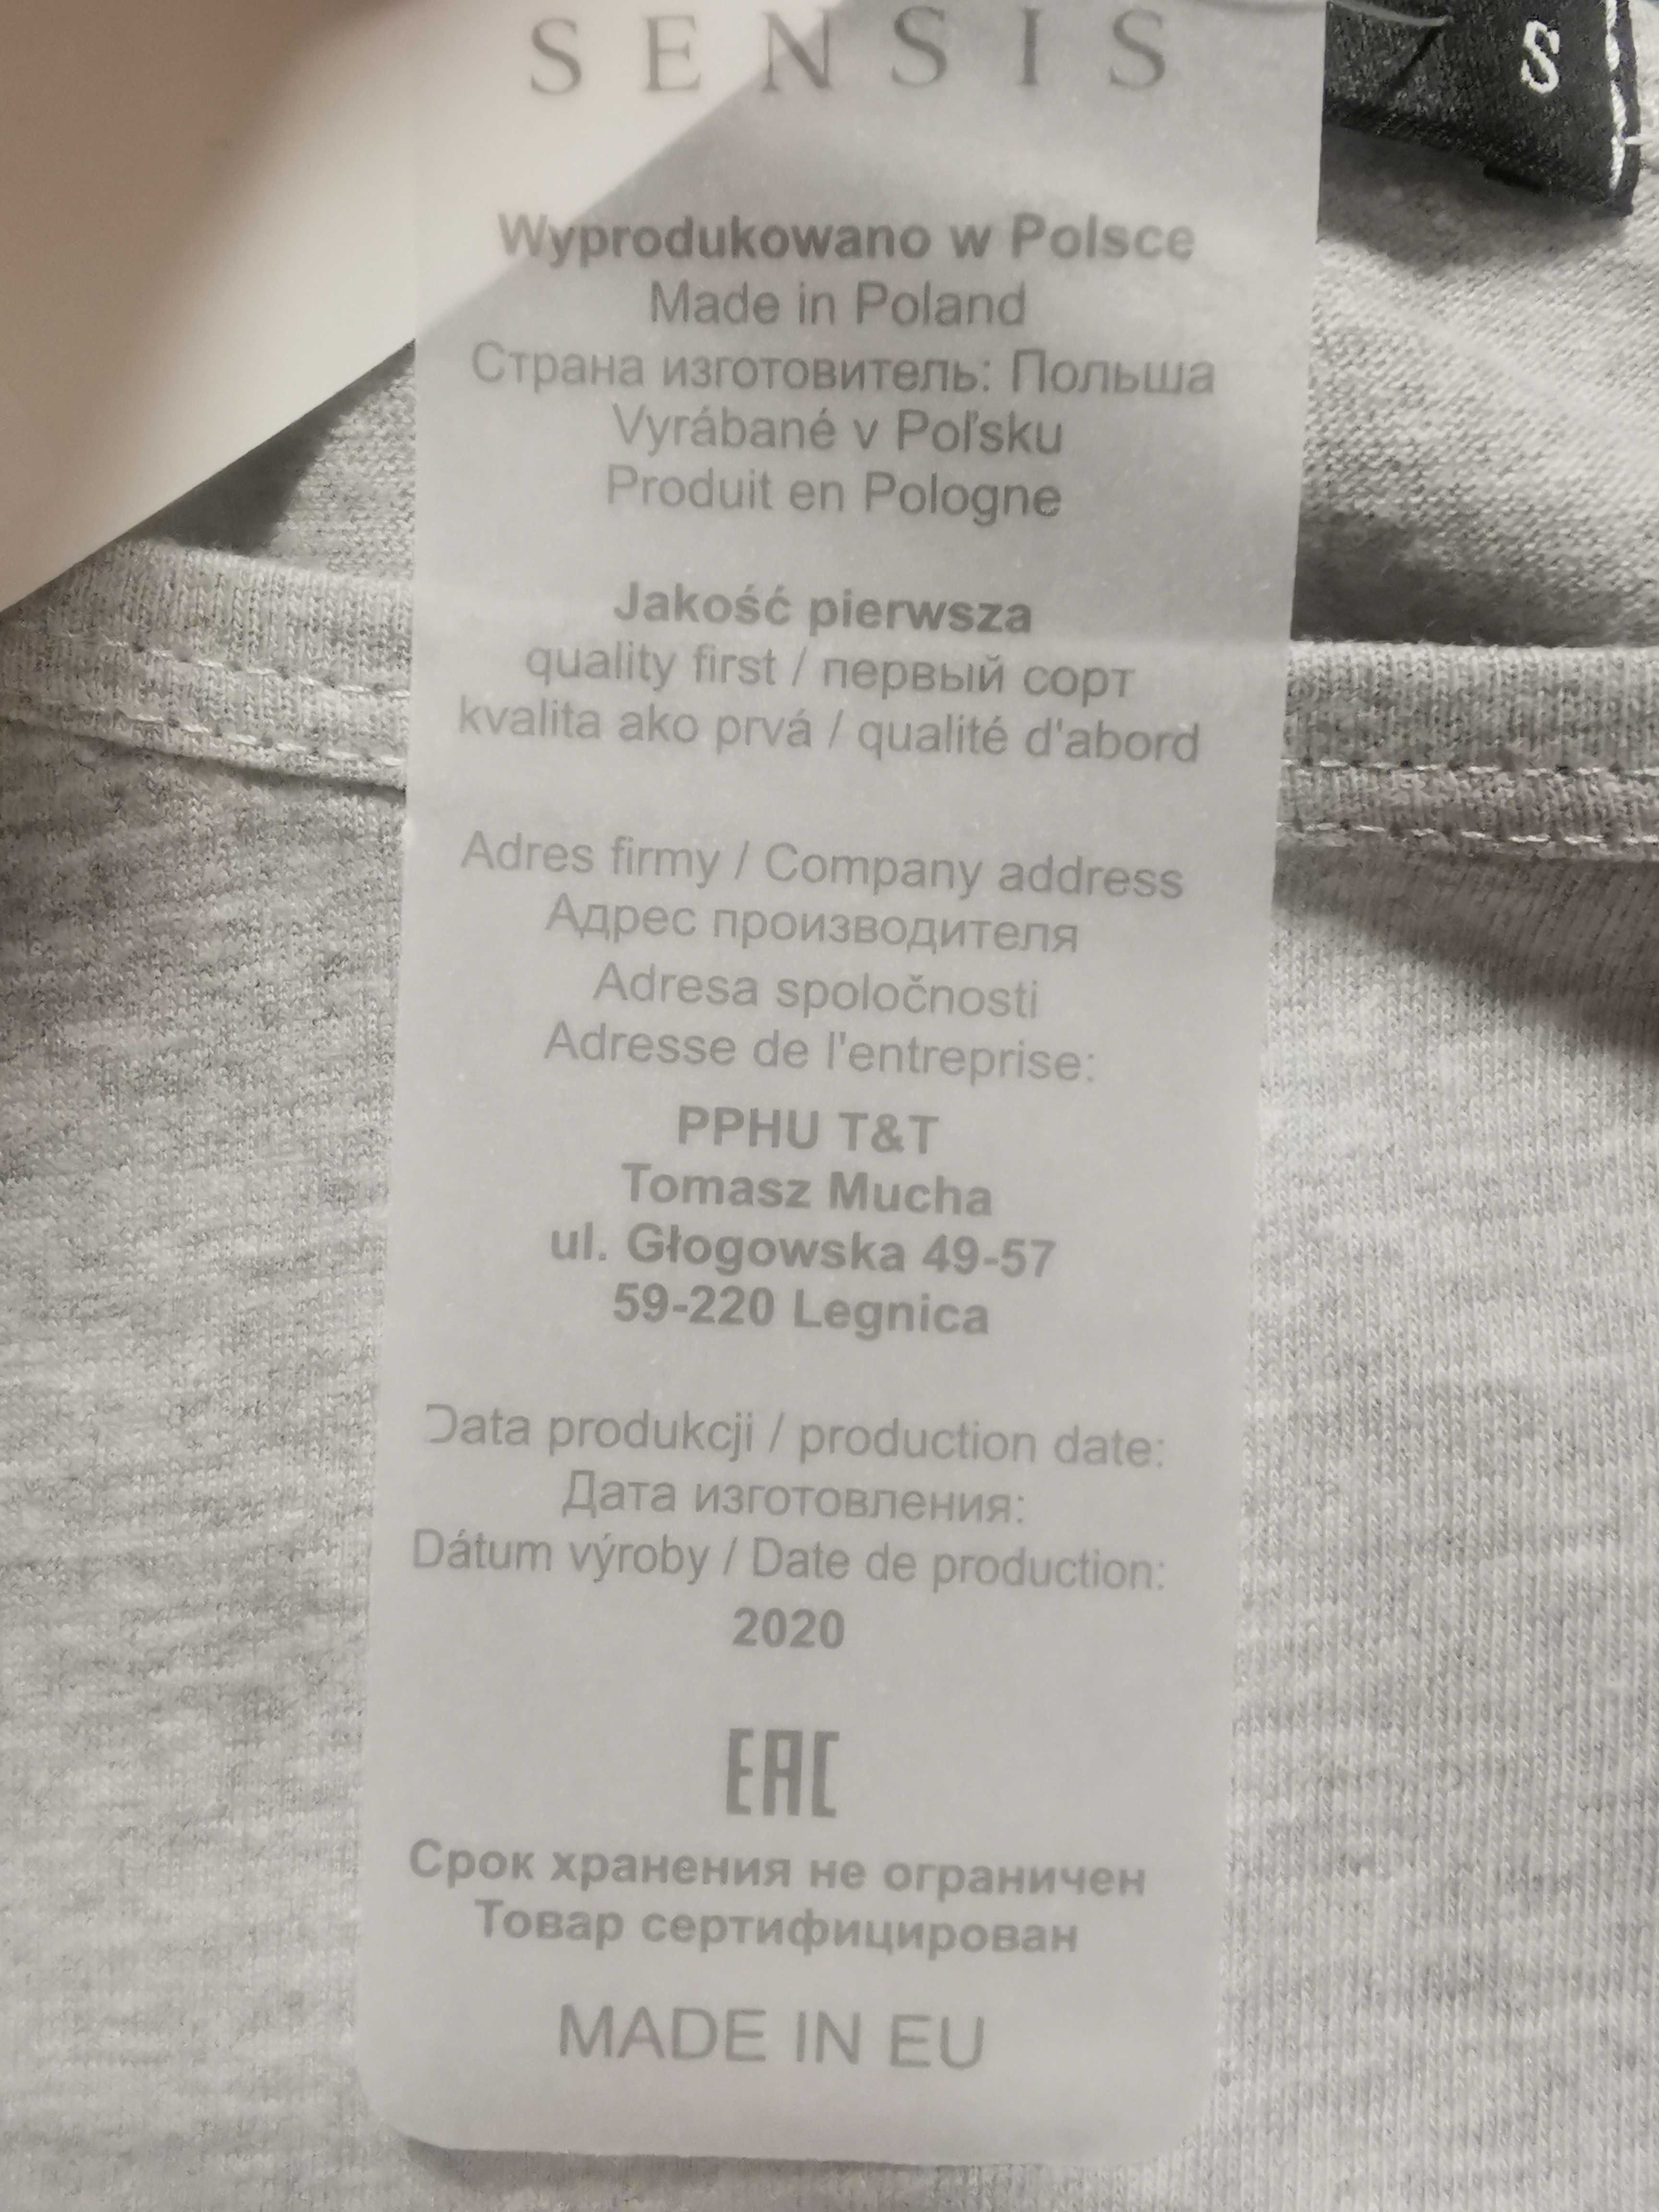 SENSIS
S
Wyprodukowano w Polsce
Made in Poland
Страна изготовитель: Польша
Vyrábané v Poľsku
Produit en Pologne
Jakość pierwsza
quality first / первый сорт
kvalita ako prvá / qualité d'abord
Adres firmy / Company address
Адрес производителя
Adresa spoločnosti
Adresse de l'entreprise:
PPHU T&T
Tomasz Mucha
ul. Głogowska 49-57
59-220 Legnica
Data produkcji / production date:
Дата изготовления:
Dátum výroby / Date de production:
2020
EAC
Срок хранения не ограничен
Товар сертифицирован
MADE IN EU